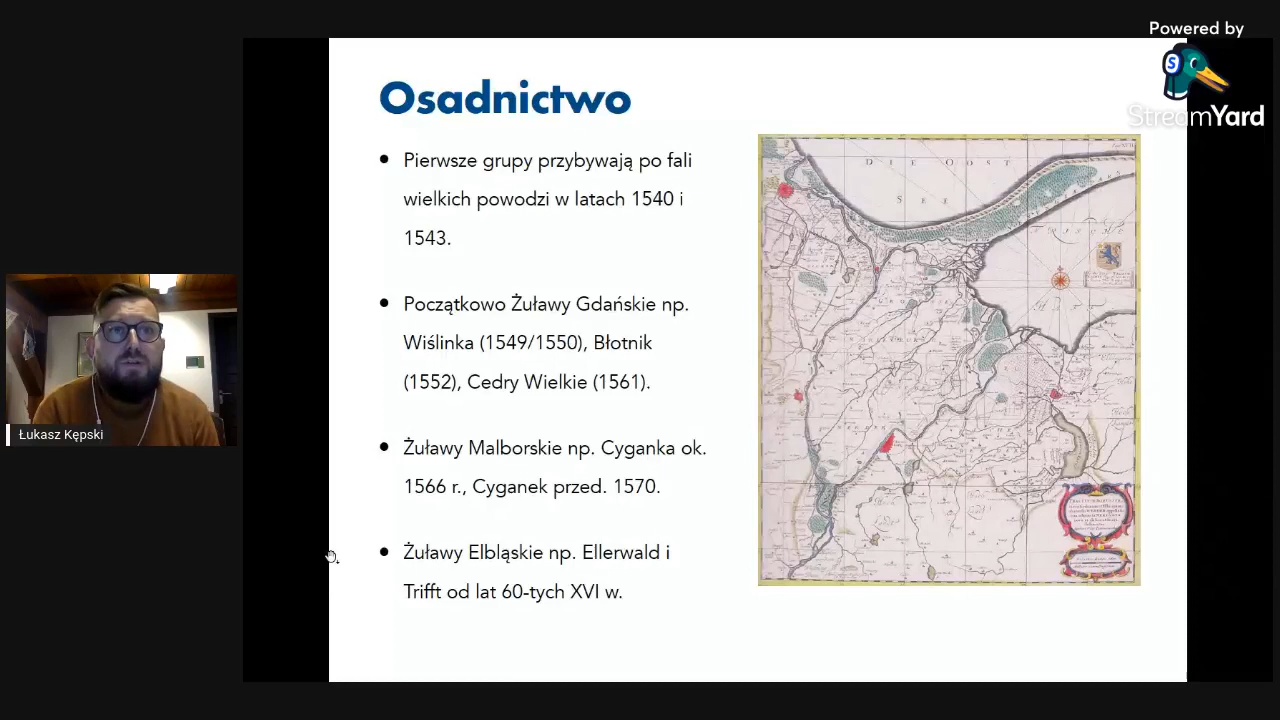 Powered by
StreamYard
Osadnictwo
Pierwsze grupy przybywają po fali
wielkich powodzi w latach 1540 i
1543.
Początkowo Żuławy Gdańskie np.
Wiślinka (1549/1550), Błotnik
(1552), Cedry Wielkie (1561).
Żuławy Malborskie np. Cyganka ok.
1566 r., Cyganek przed. 1570.
Żuławy Elbląskie np. Ellerwald i
Trifft od lat 60-tych XVI w.
DIE OOST
SEE
Łukasz Kępski